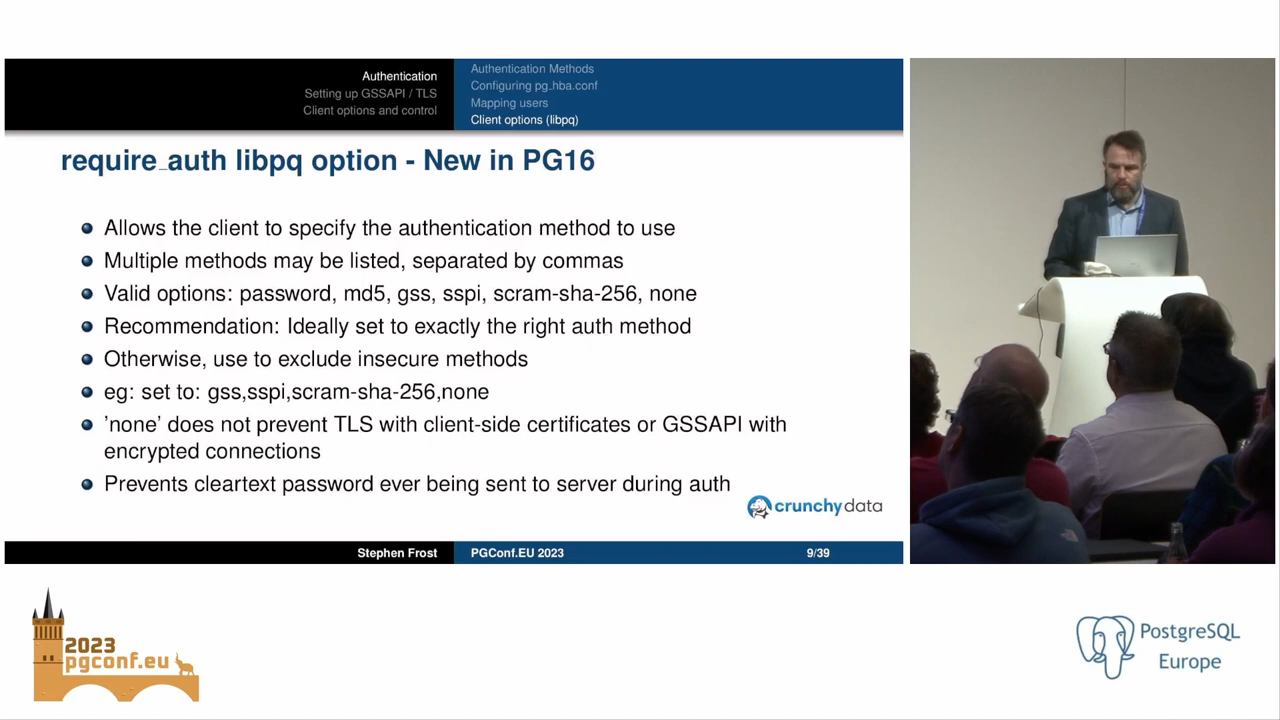 Authentication
Setting up GSSAPI / TLS
Client options and control
Authentication Methods
Configuring pg_hba.conf
Mapping users
Client options (libpq)
require_auth libpq option - New in PG16
Allows the client to specify the authentication method to use
Multiple methods may be listed, separated by commas
Valid options: password, md5, gss, sspi, scram-sha-256, none
Recommendation: Ideally set to exactly the right auth method
Otherwise, use to exclude insecure methods
eg: set to: gss,sspi,scram-sha-256,none
'none' does not prevent TLS with client-side certificates or GSSAPI with
encrypted connections
Prevents cleartext password ever being sent to server during auth
crunchydata
Stephen Frost
PGConf.EU 2023
9/39
2023
pgconf.eu
PostgreSQL
Europe